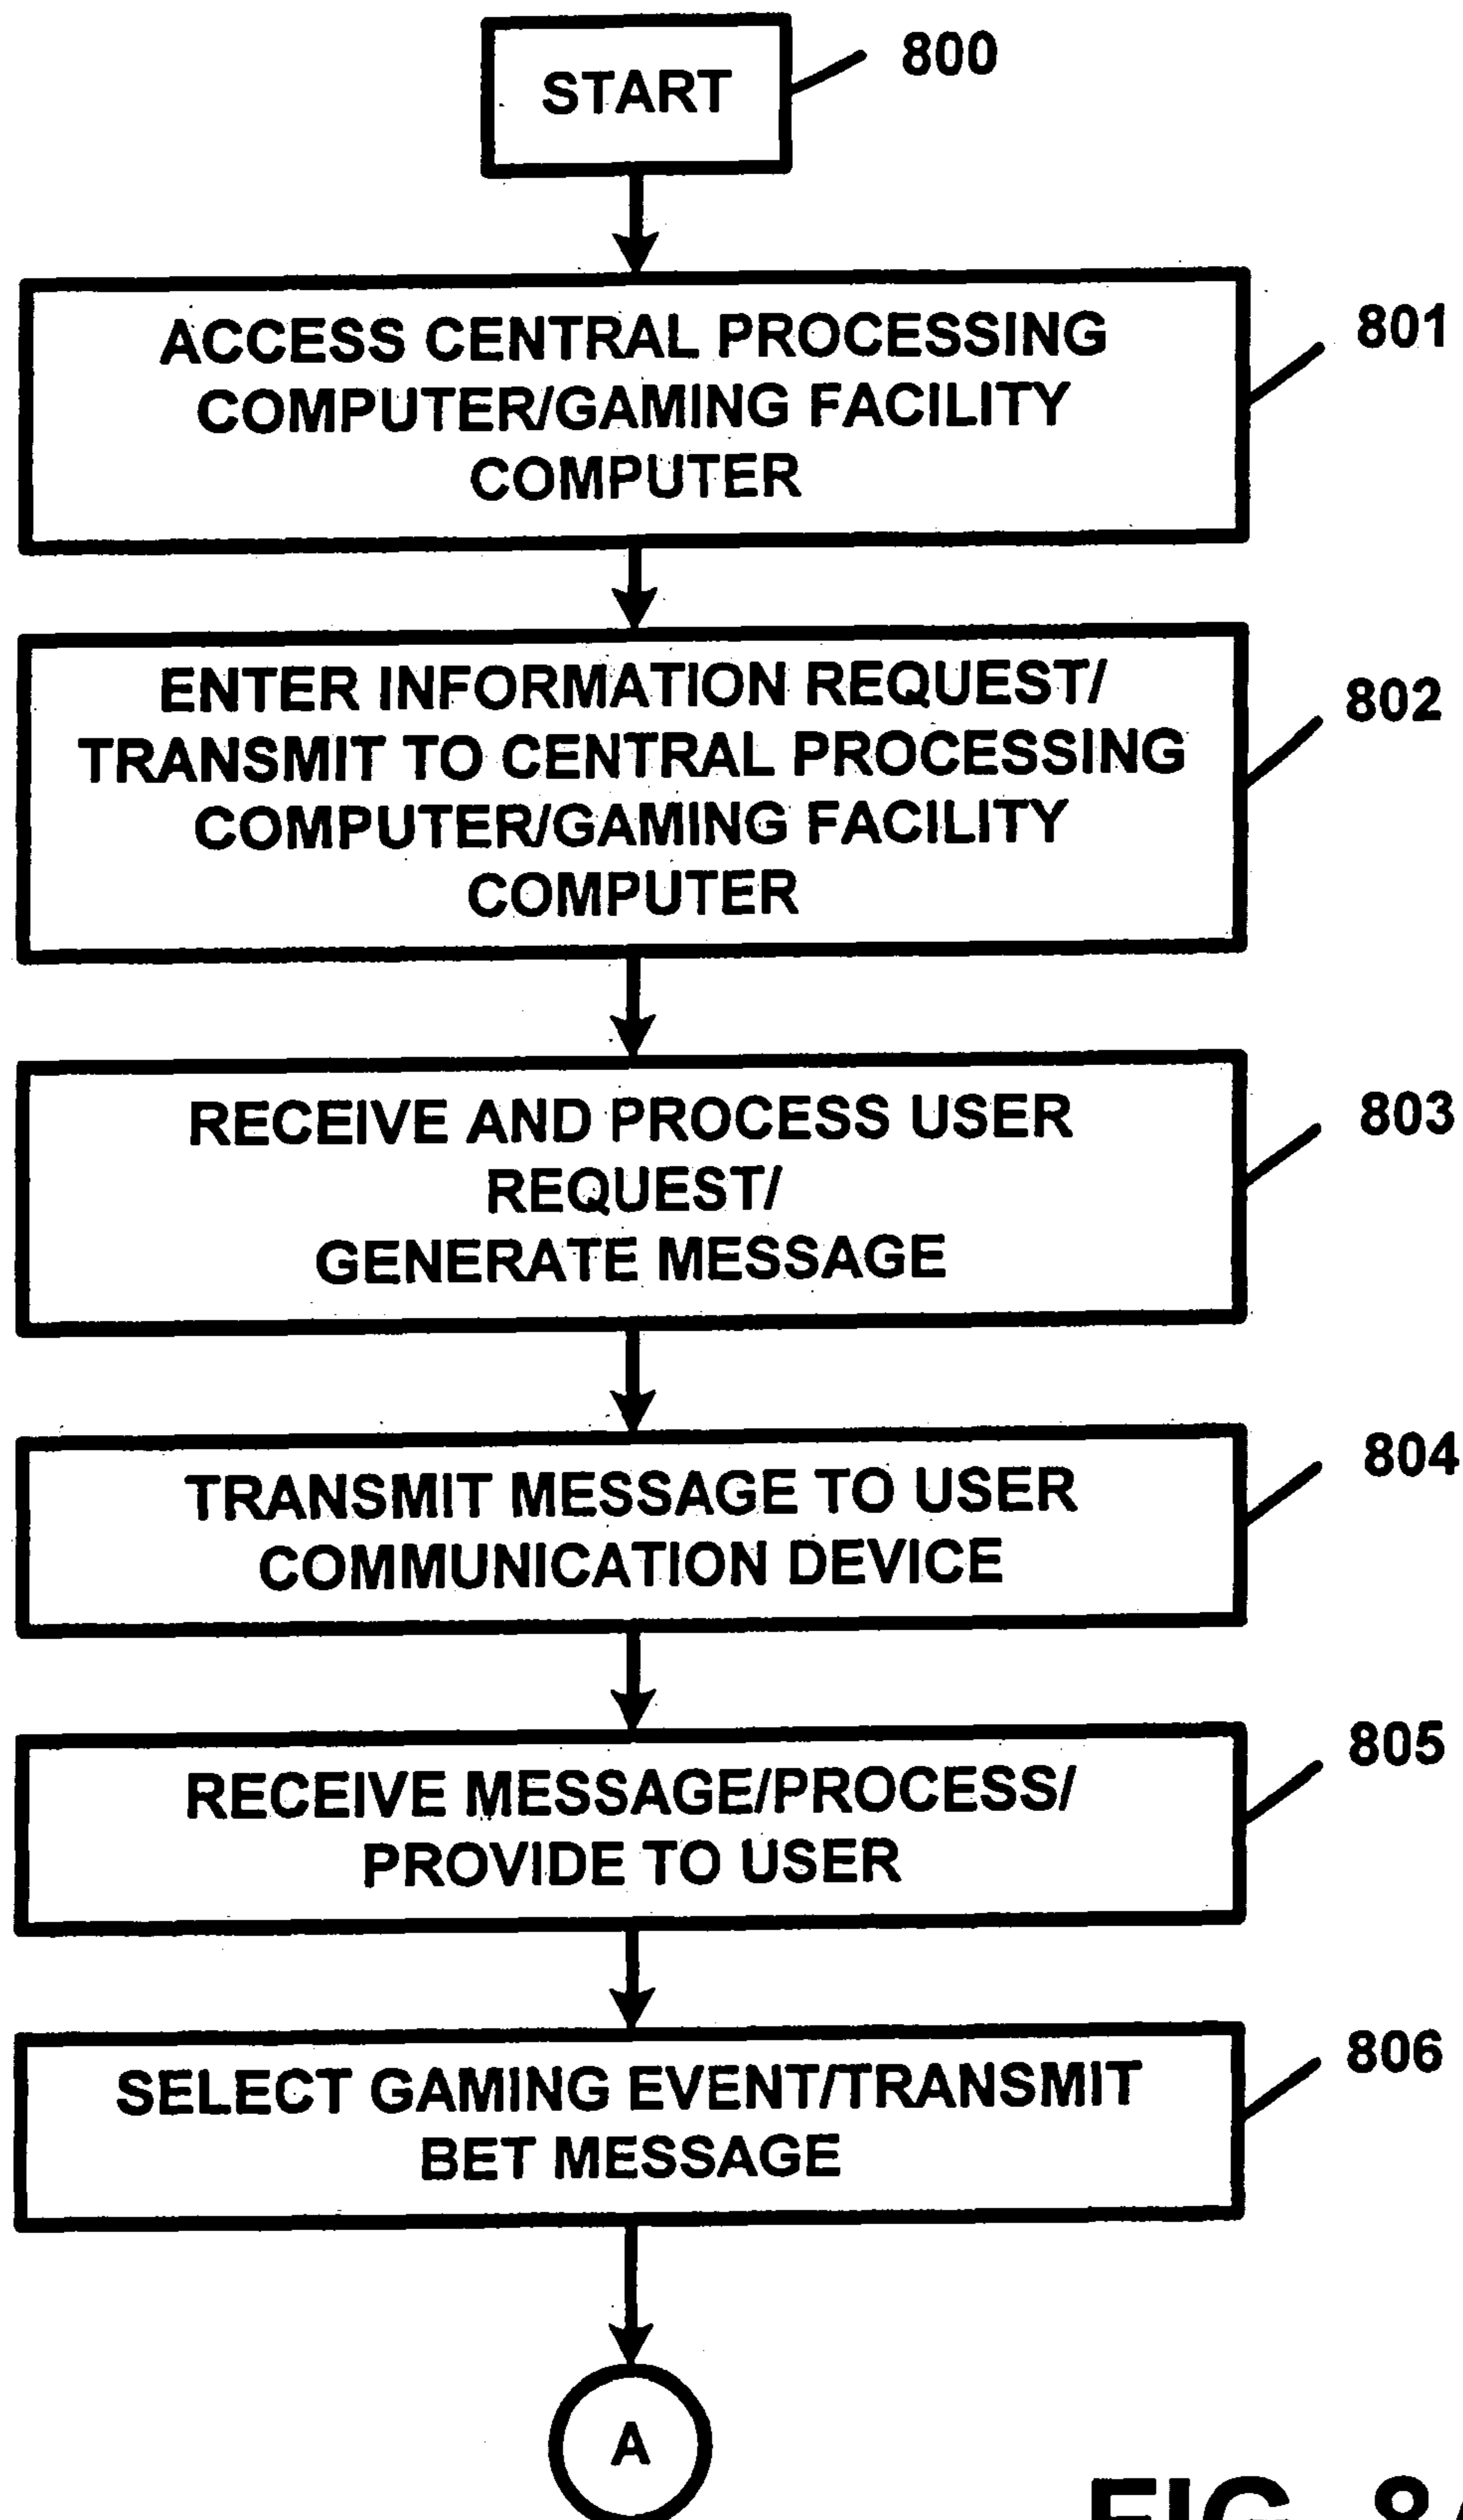 START
800
ACCESS CENTRAL PROCESSING
COMPUTER/GAMING FACILITY
COMPUTER
801
ENTER INFORMATION REQUEST/
TRANSMIT TO CENTRAL PROCESSING
COMPUTER/GAMING FACILITY
COMPUTER
802
RECEIVE AND PROCESS USER
REQUEST/
GENERATE MESSAGE
803
TRANSMIT MESSAGE TO USER
COMMUNICATION DEVICE
804
RECEIVE MESSAGE/PROCESS/
PROVIDE TO USER
805
SELECT GAMING EVENT/TRANSMIT
BET MESSAGE
806
A